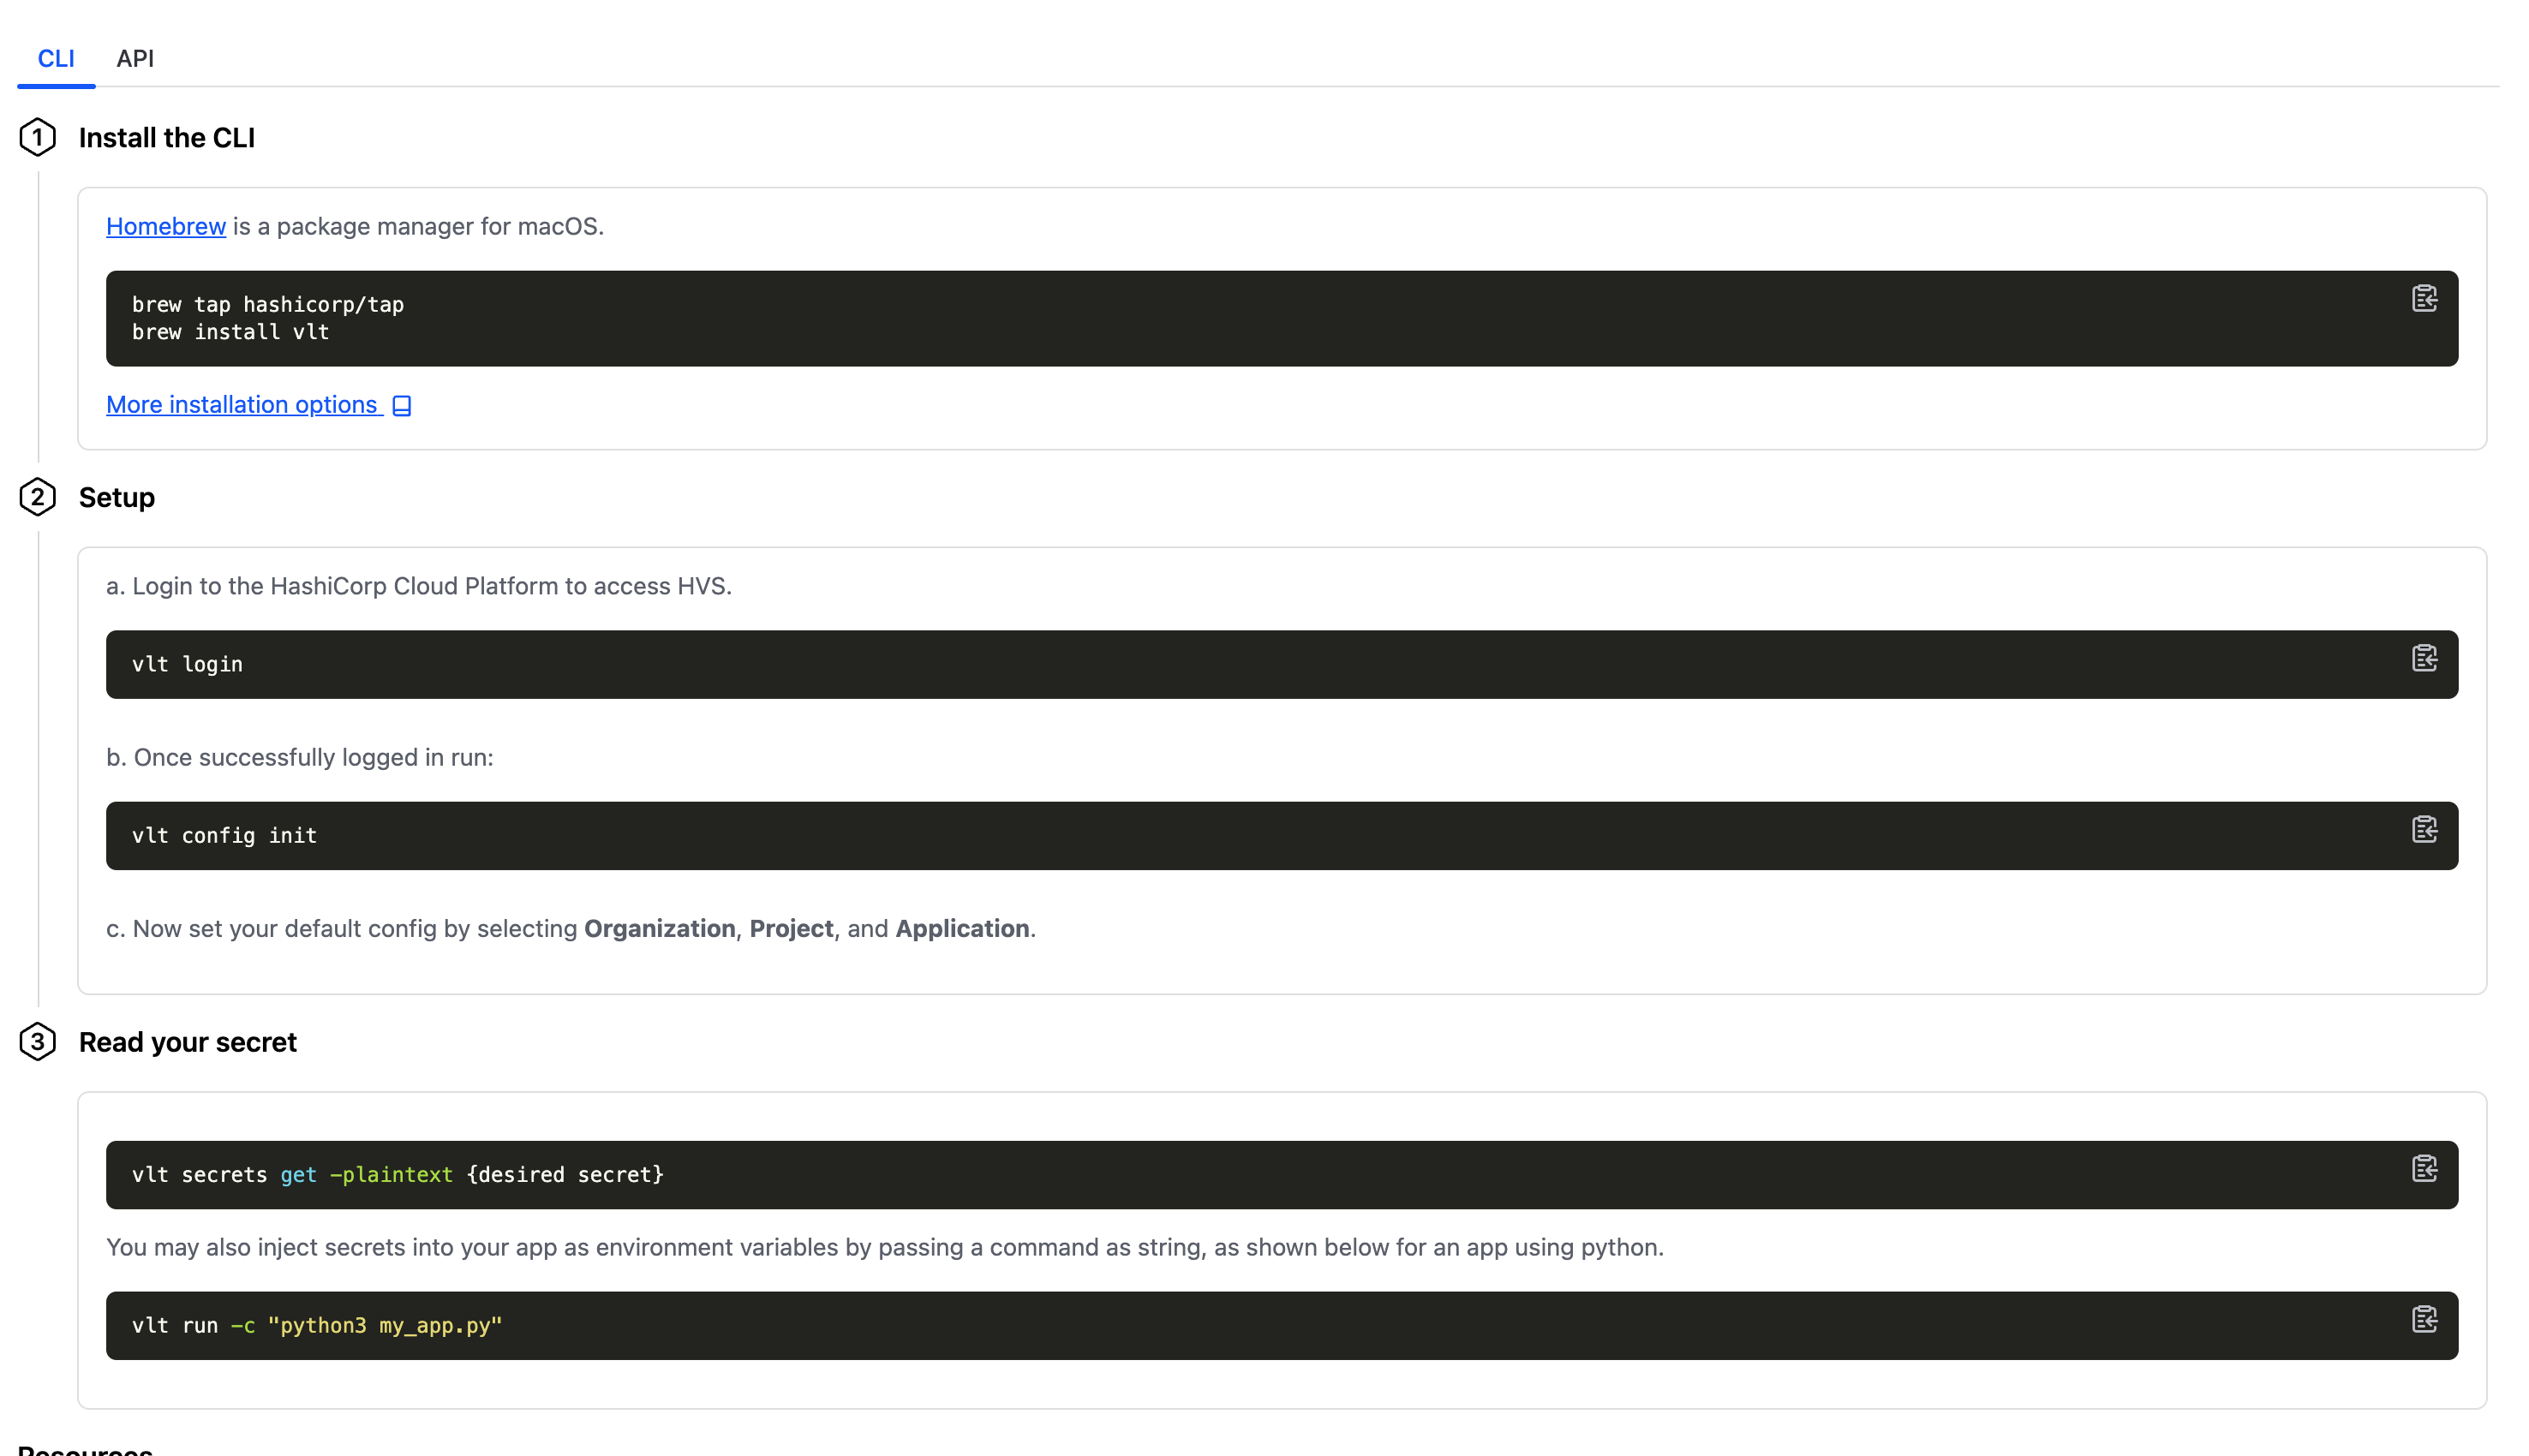 CLI API
1 Install the CLI
Homebrew is a package manager for macOS.
brew tap hashicorp/tap
brew install vlt
More installation options
2 Setup
a. Login to the HashiCorp Cloud Platform to access HVS.
vlt login
b. Once successfully logged in run:
vlt config init
c. Now set your default config by selecting Organization, Project, and Application.
3 Read your secret
vlt secrets get -plaintext {desired secret}
You may also inject secrets into your app as environment variables by passing a command as string, as shown below for an app using python.
vlt run -c "python3 my_app.py"
Resources